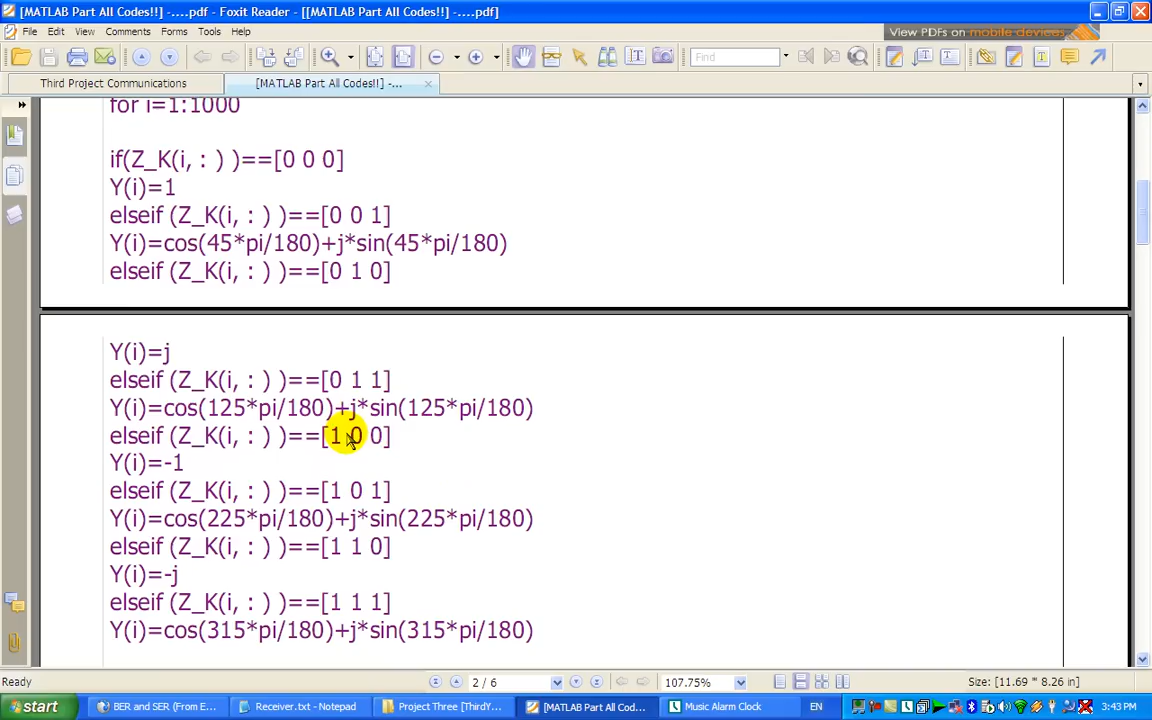 [MATLAB Part All Codes!!] -....pdf - Foxit Reader - [[MATLAB Part All Codes!!] -....pdf]
File Edit View Comments Forms Tools Help
View PDFs on mobile devices
Find
Third Project Communications
[MATLAB Part All Codes!!] -...
for i=1:1000
if(Z_K(i, : ) )==[0 0 0]
Y(i)=1
elseif (Z_K(i, : ) )==[0 0 1]
Y(i)=cos(45*pi/180)+j*sin(45*pi/180)
elseif (Z_K(i, : ) )==[0 1 0]
Y(i)=j
elseif (Z_K(i, : ) )==[0 1 1]
Y(i)=cos(125*pi/180)+j*sin(125*pi/180)
elseif (Z_K(i, : ) )==[1 0 0]
Y(i)=-1
elseif (Z_K(i, : ) )==[1 0 1]
Y(i)=cos(225*pi/180)+j*sin(225*pi/180)
elseif (Z_K(i, : ) )==[1 1 0]
Y(i)=-j
elseif (Z_K(i, : ) )==[1 1 1]
Y(i)=cos(315*pi/180)+j*sin(315*pi/180)
Ready
2 / 6
107.75%
Size: [11.69 * 8.26 in]
start
BER and SER (From E...
Receiver.txt - Notepad
Project Three [ThirdY...
[MATLAB Part All Cod...
Music Alarm Clock
EN
3:43 PM